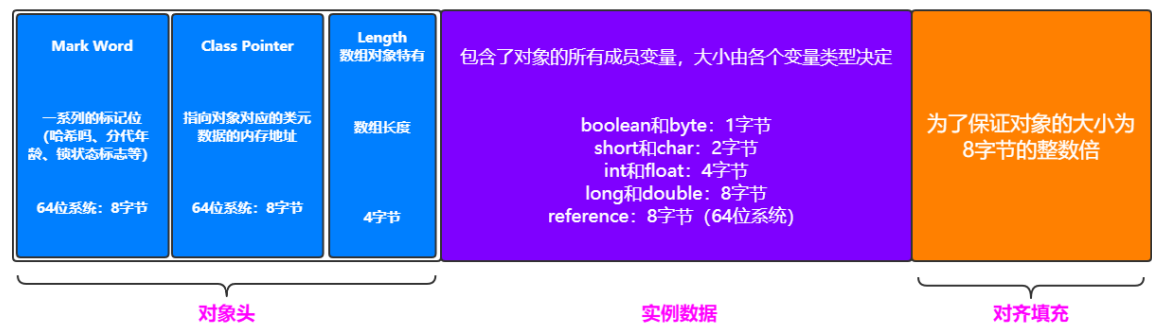 Mark Word
一系列的标记位
(哈希吗、分代年
龄、锁状态标志等)
64位系统：8字节
Class Pointer
指向对象对应的类元
数据的内存地址
64位系统：8字节
Length
数组对象特有
数组长度
4字节
包含了对象的所有成员变量，大小由各个变量类型决定
boolean和byte：1字节
short和char：2字节
int和float：4字节
long和double：8字节
reference：8字节（64位系统）
为了保证对象的大小为
8字节的整数倍
对象头
实例数据
对齐填充